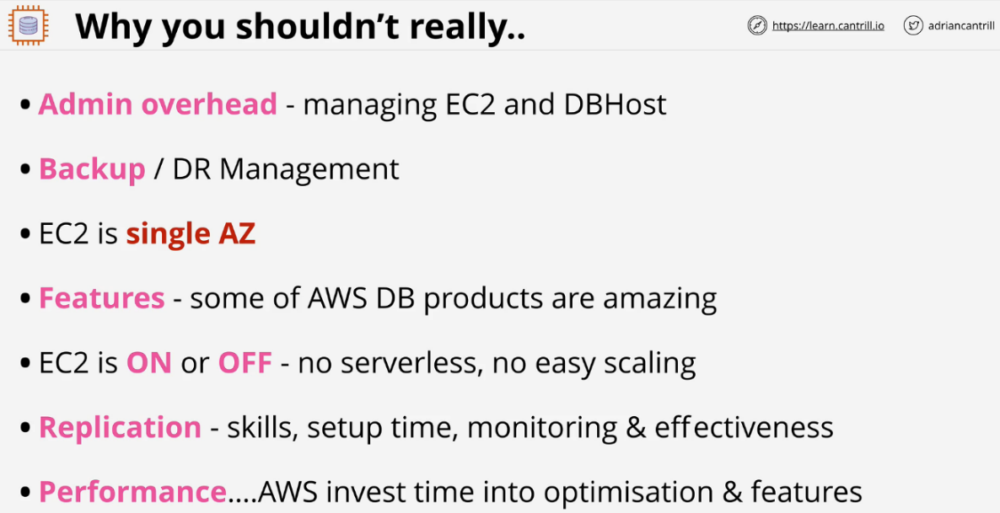 Why you shouldn't really..
https://learn.cantrill.io
adriancantrill
• Admin overhead - managing EC2 and DBHost
• Backup / DR Management
• EC2 is single AZ
• Features - some of AWS DB products are amazing
• EC2 is ON or OFF - no serverless, no easy scaling
• Replication - skills, setup time, monitoring & effectiveness
• Performance....AWS invest time into optimisation & features